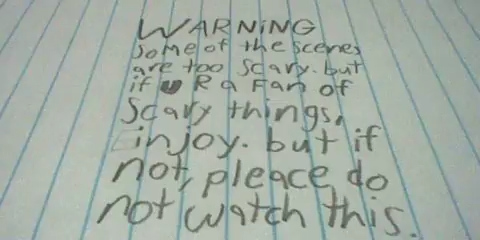 WARNiNG
some of the scenes
are too scary. but
if U R a Fan of
scary things,
injoy. but if
not, pleace do
not watch this.